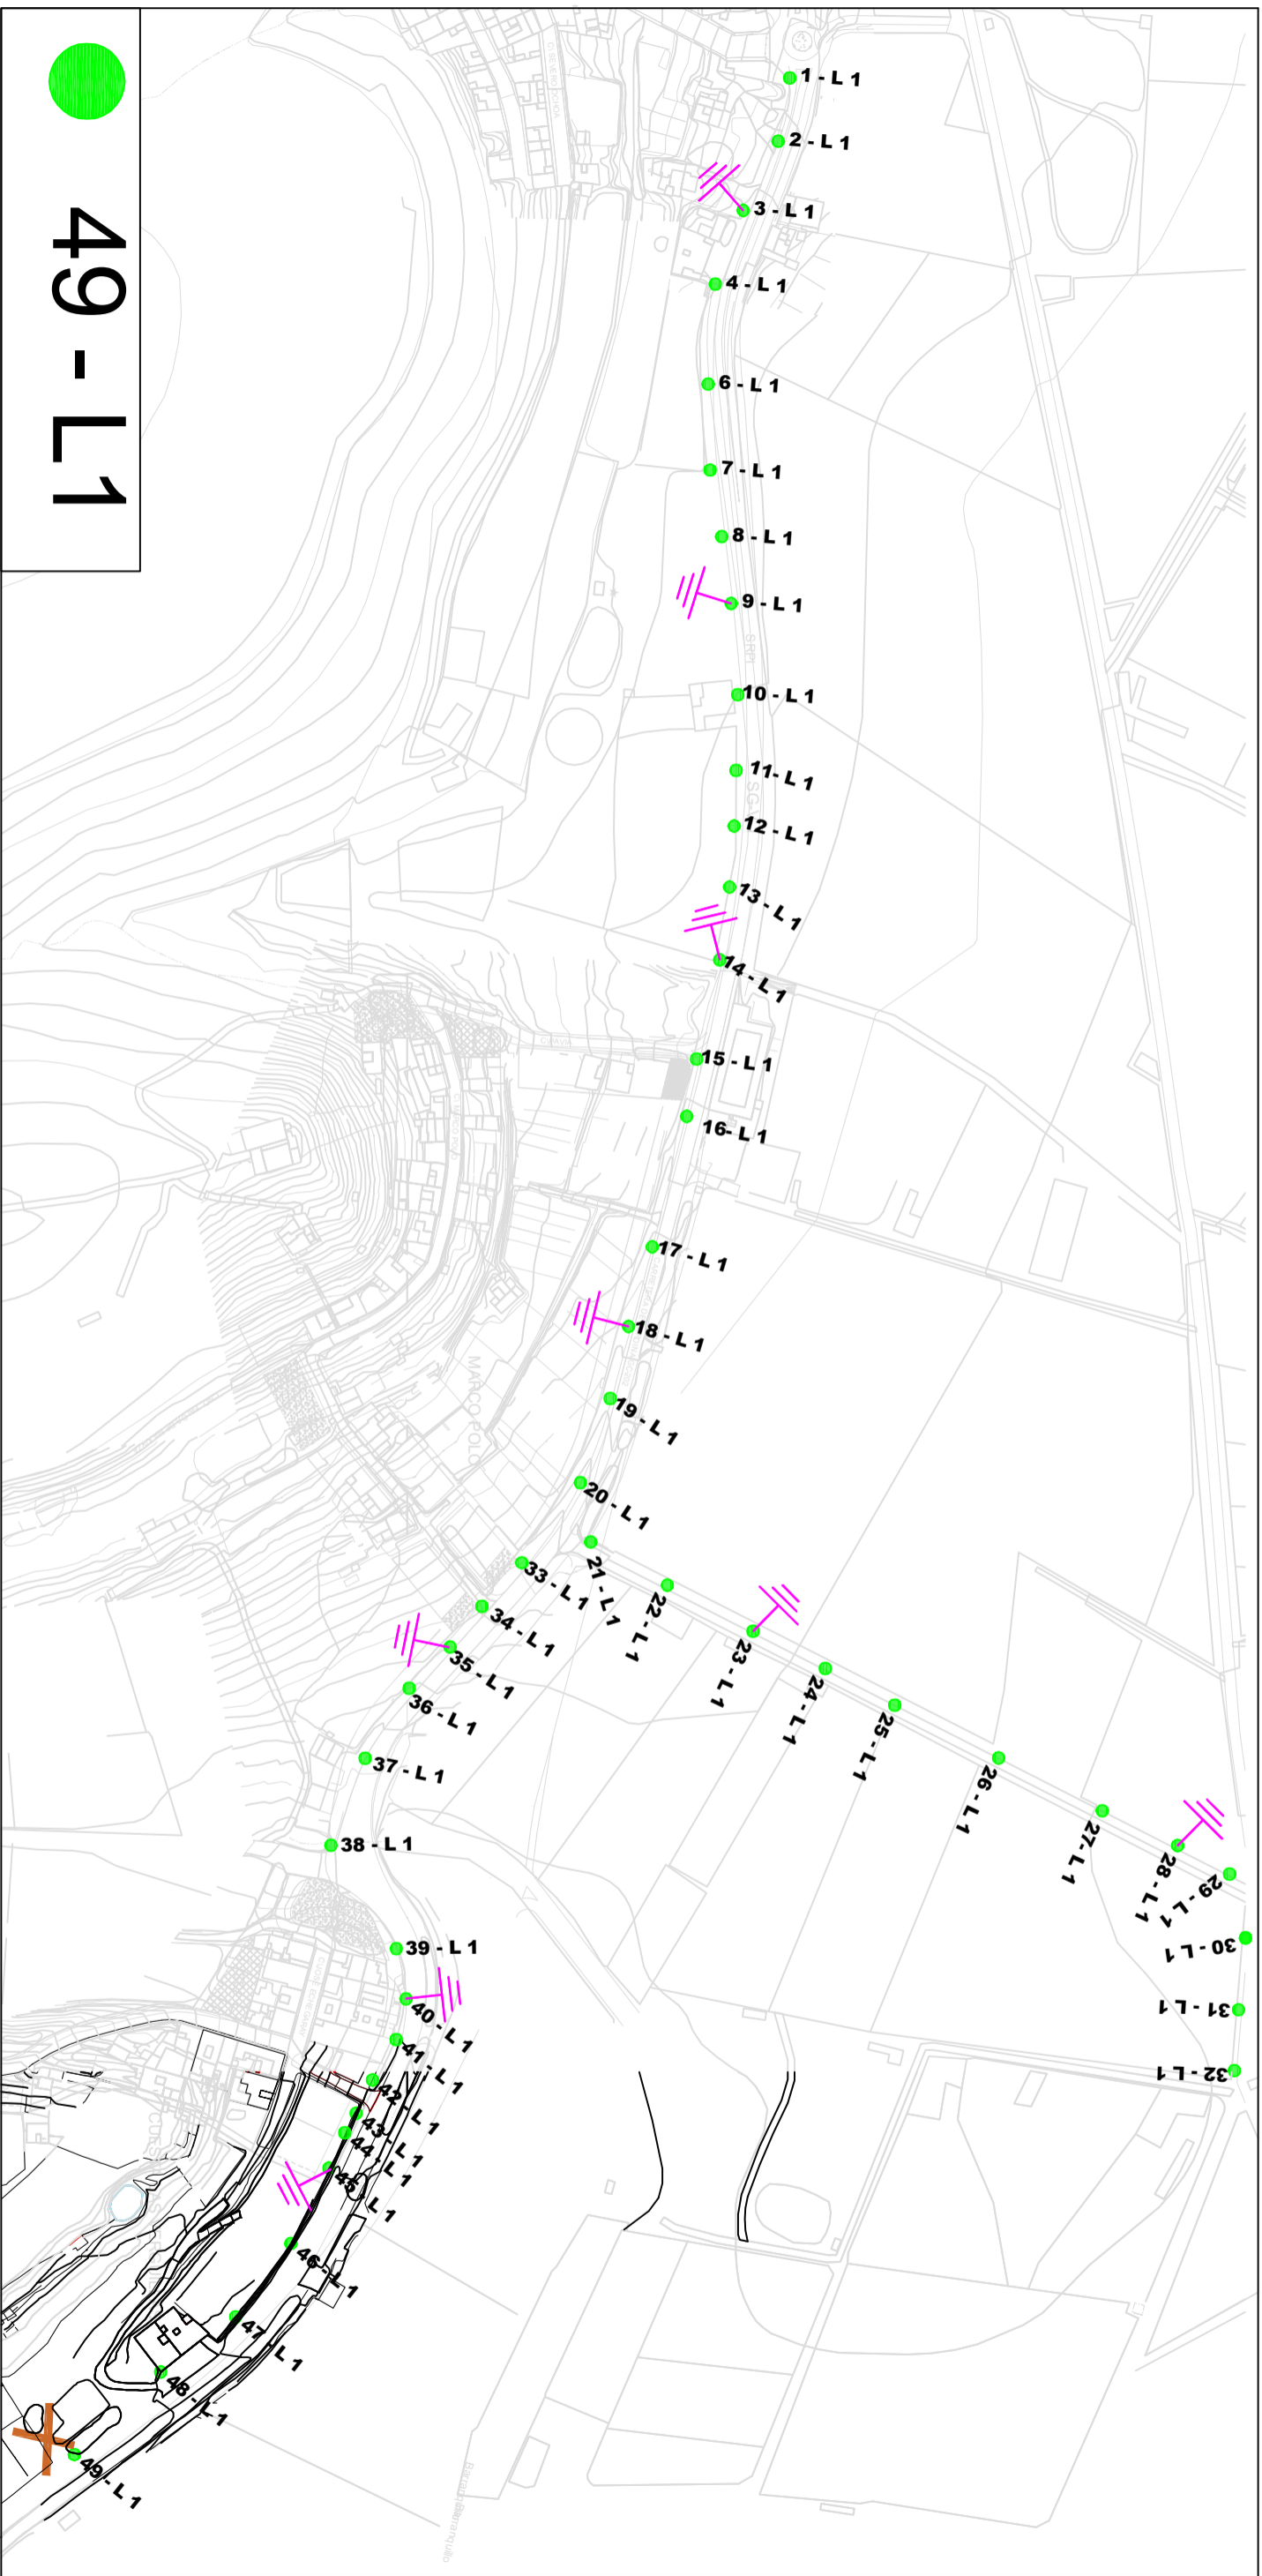 49 - L 1
1 - L 1
2 - L 1
3 - L 1
4 - L 1
6 - L 1
7 - L 1
8 - L 1
9 - L 1
SRPI
10 - L 1
11- L 1
12 - L 1
13 - L 1
14 - L 1
15 - L 1
16- L 1
17 - L 1
18 - L 1
19 - L 1
MARCO POLO
20 - L 1
21 - L 1
22 - L 1
23 - L 1
24 - L 1
25 - L 1
26 - L 1
27- L 1
28 - L 1
29 - L 1
30 - L 1
31 - L 1
32 - L 1
33 - L 1
34 - L 1
35 - L 1
36 - L 1
37 - L 1
38 - L 1
39 - L 1
40 - L 1
41 - L 1
42 - L 1
43 - L 1
44 - L 1
45 - L 1
46 - L 1
47 - L 1
48 - L 1
49 - L 1